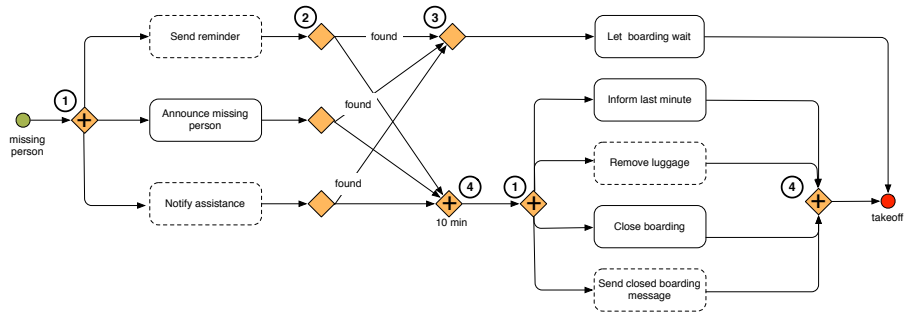 2
3
Send reminder
found
Let boarding wait
1
Inform last minute
found
Announce missing
person
missing
person
Remove luggage
found
4
1
4
Notify assistance
10 min
takeoff
Close boarding
Send closed boarding
message